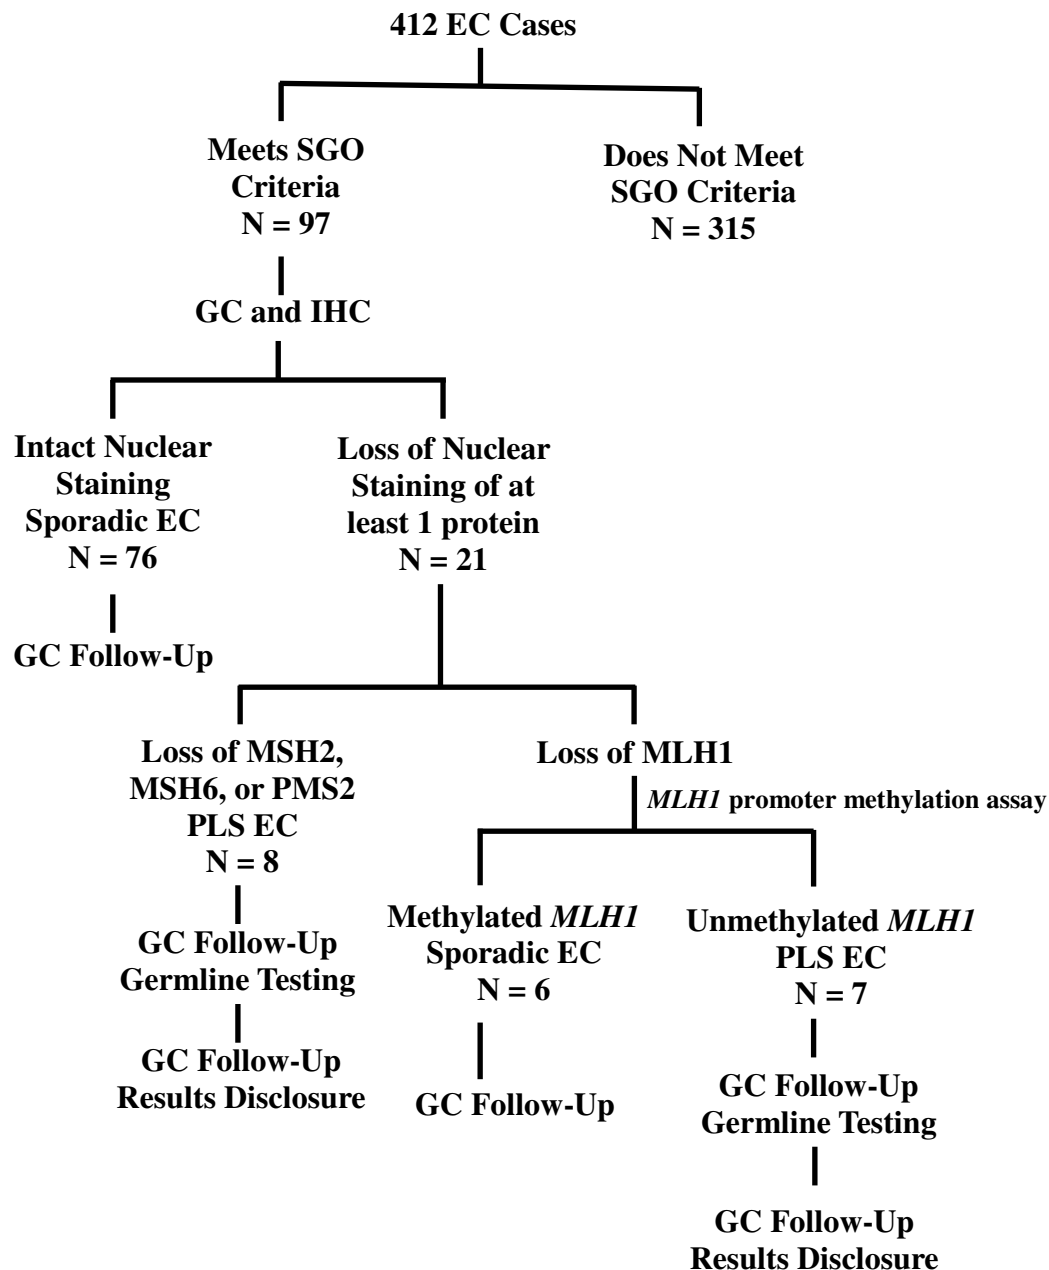 412 EC Cases
Meets SGO
Criteria
N = 97
Does Not Meet
SGO Criteria
N = 315
GC and IHC
Intact Nuclear
Staining
Sporadic EC
N = 76
Loss of Nuclear
Staining of at
least 1 protein
N = 21
GC Follow-Up
Loss of MSH2,
MSH6, or PMS2
PLS EC
N = 8
Loss of MLH1
MLH1 promoter methylation assay
Methylated MLH1
Sporadic EC
N = 6
Unmethylated MLH1
PLS EC
N = 7
GC Follow-Up
Germline Testing
GC Follow-Up
Results Disclosure
GC Follow-Up
GC Follow-Up
Germline Testing
GC Follow-Up
Results Disclosure